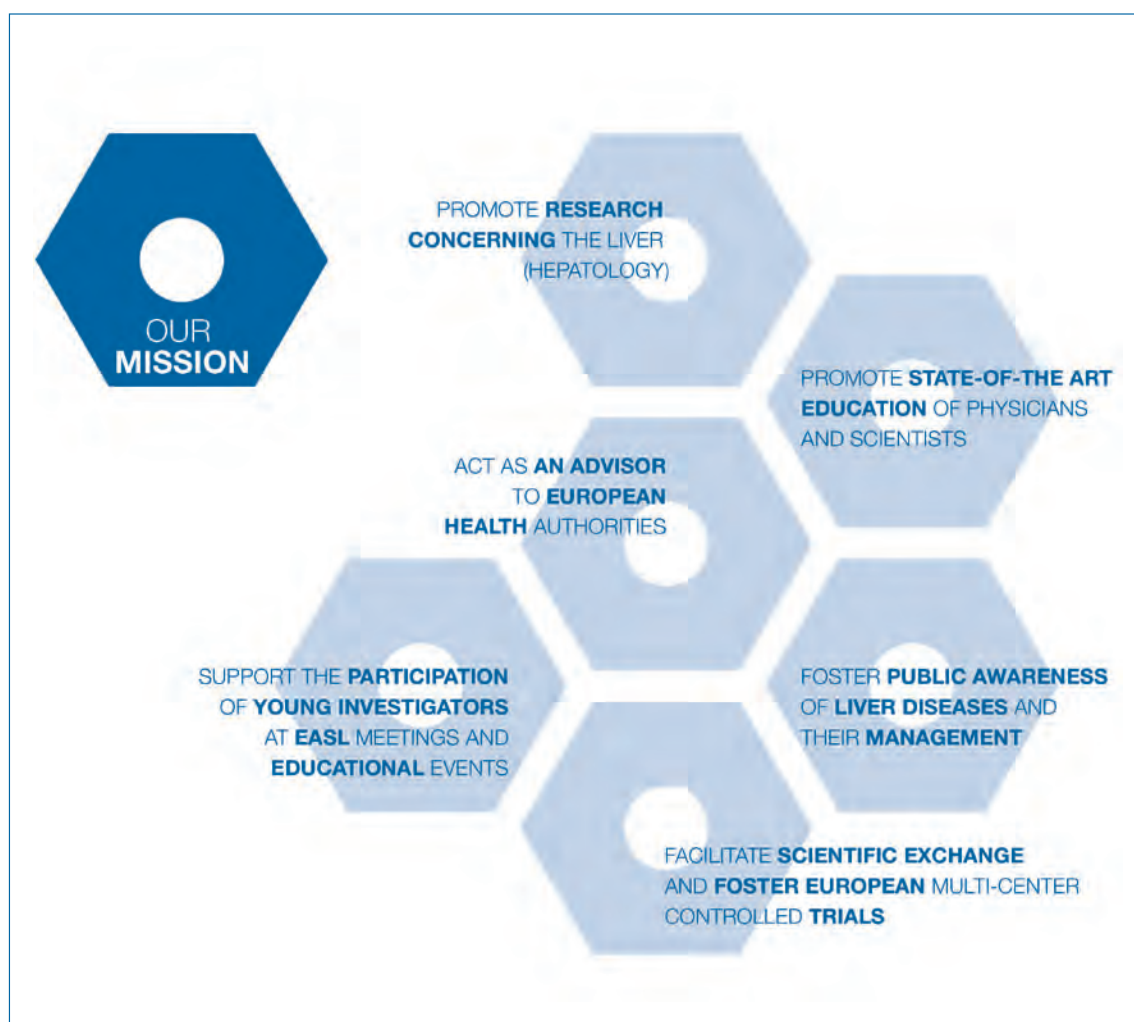 OUR
MISSION
PROMOTE RESEARCH
CONCERNING THE LIVER
(HEPATOLOGY)
PROMOTE STATE-OF-THE ART
EDUCATION OF PHYSICIANS
AND SCIENTISTS
ACT AS AN ADVISOR
TO EUROPEAN
HEALTH AUTHORITIES
SUPPORT THE PARTICIPATION
OF YOUNG INVESTIGATORS
AT EASL MEETINGS AND
EDUCATIONAL EVENTS
FOSTER PUBLIC AWARENESS
OF LIVER DISEASES AND
THEIR MANAGEMENT
FACILITATE SCIENTIFIC EXCHANGE
AND FOSTER EUROPEAN MULTI-CENTER
CONTROLLED TRIALS